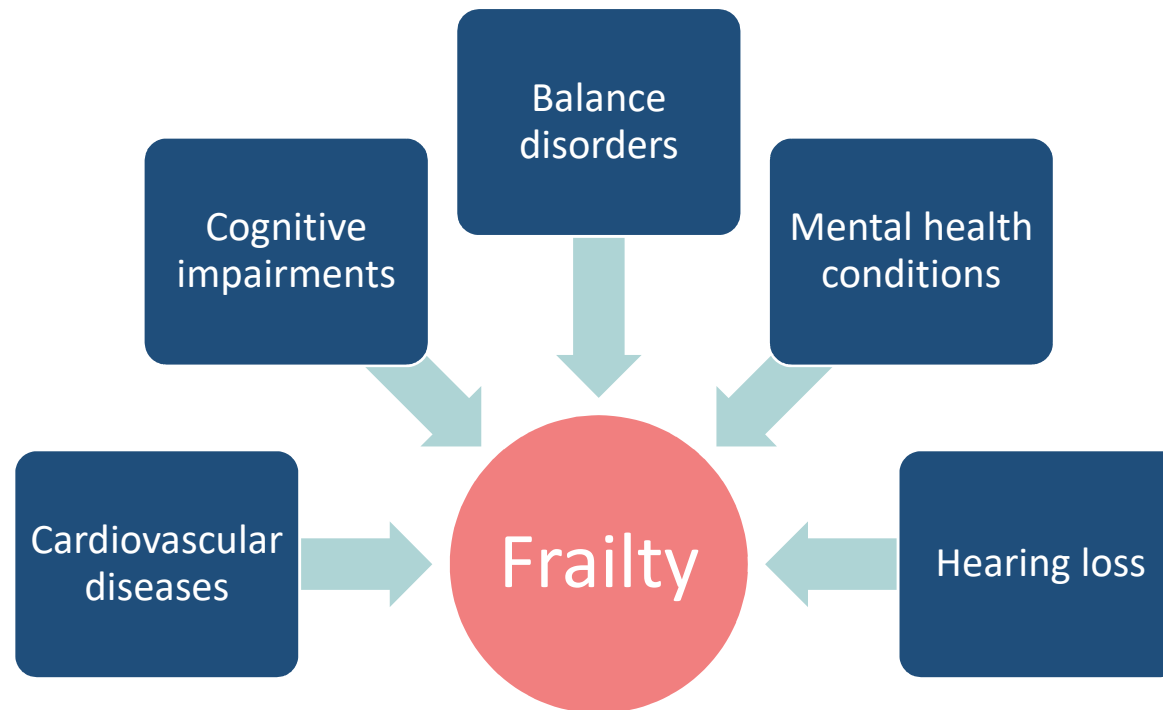 Balance
disorders
Cognitive
impairments
Mental health
conditions
Cardiovascular
diseases
Frailty
Hearing loss